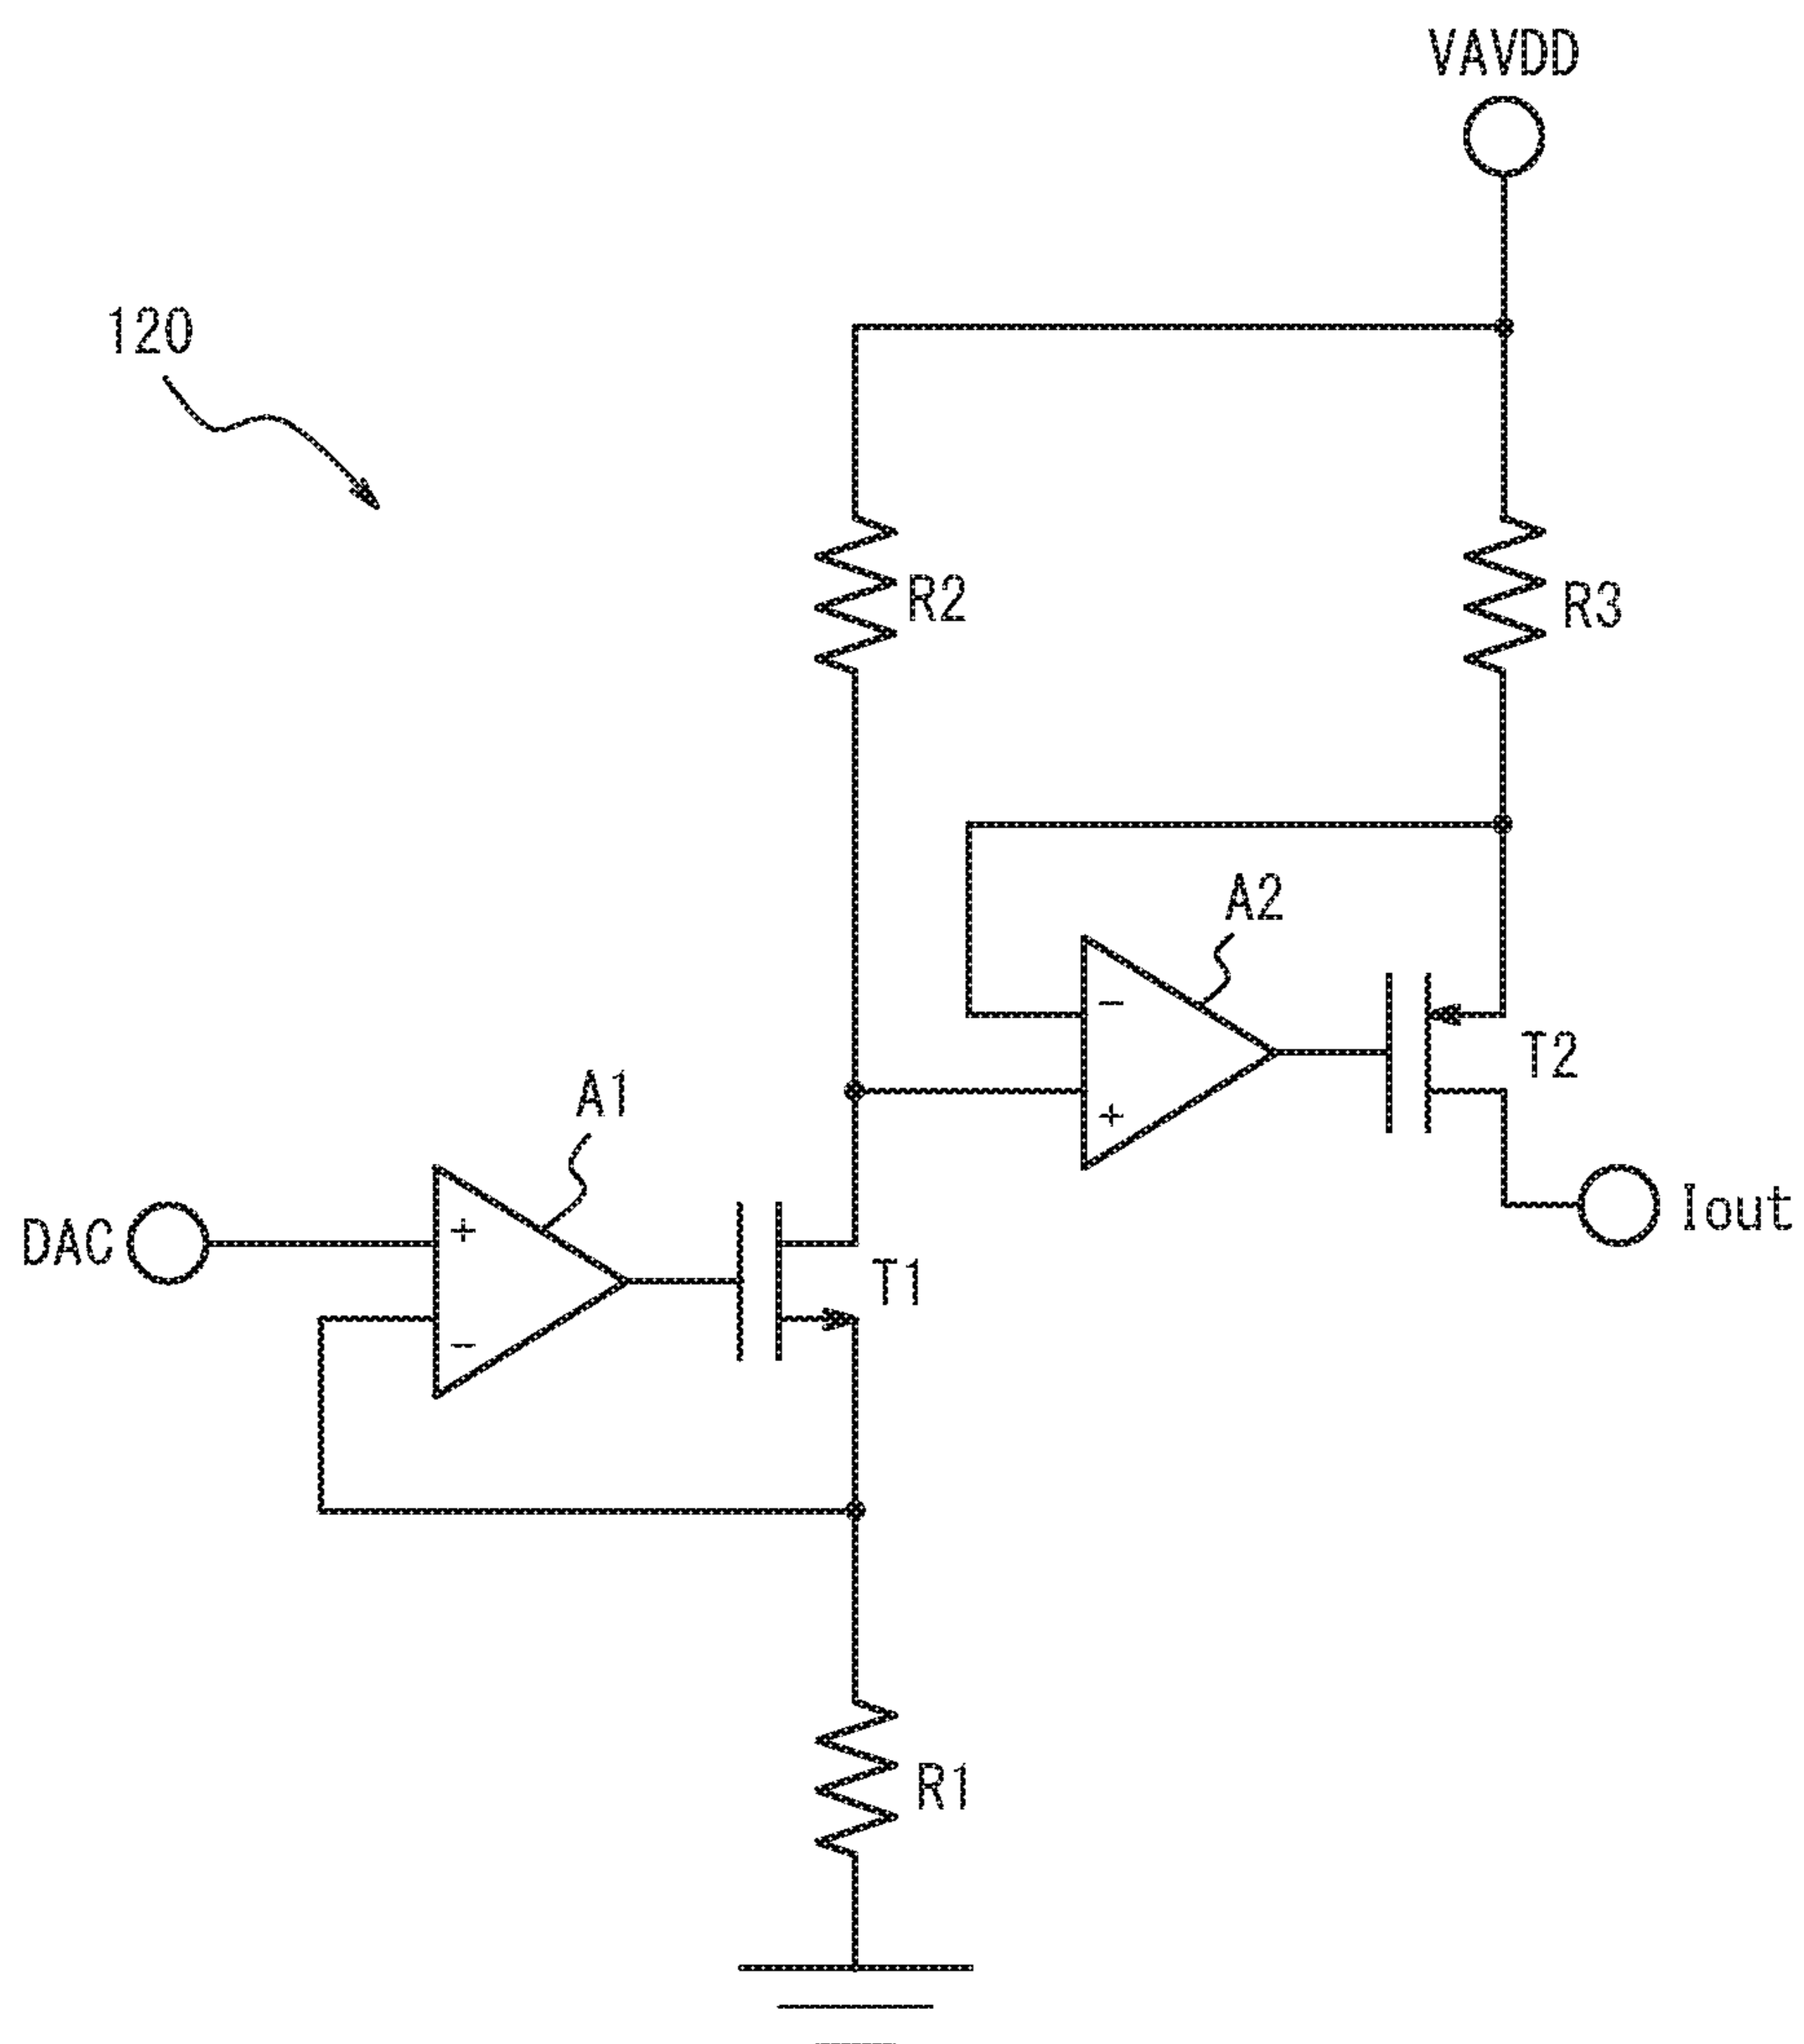 VAVDD
120
R2
R3
A2
T2
A1
DAC
+
-
-
+
Iout
T1
R1